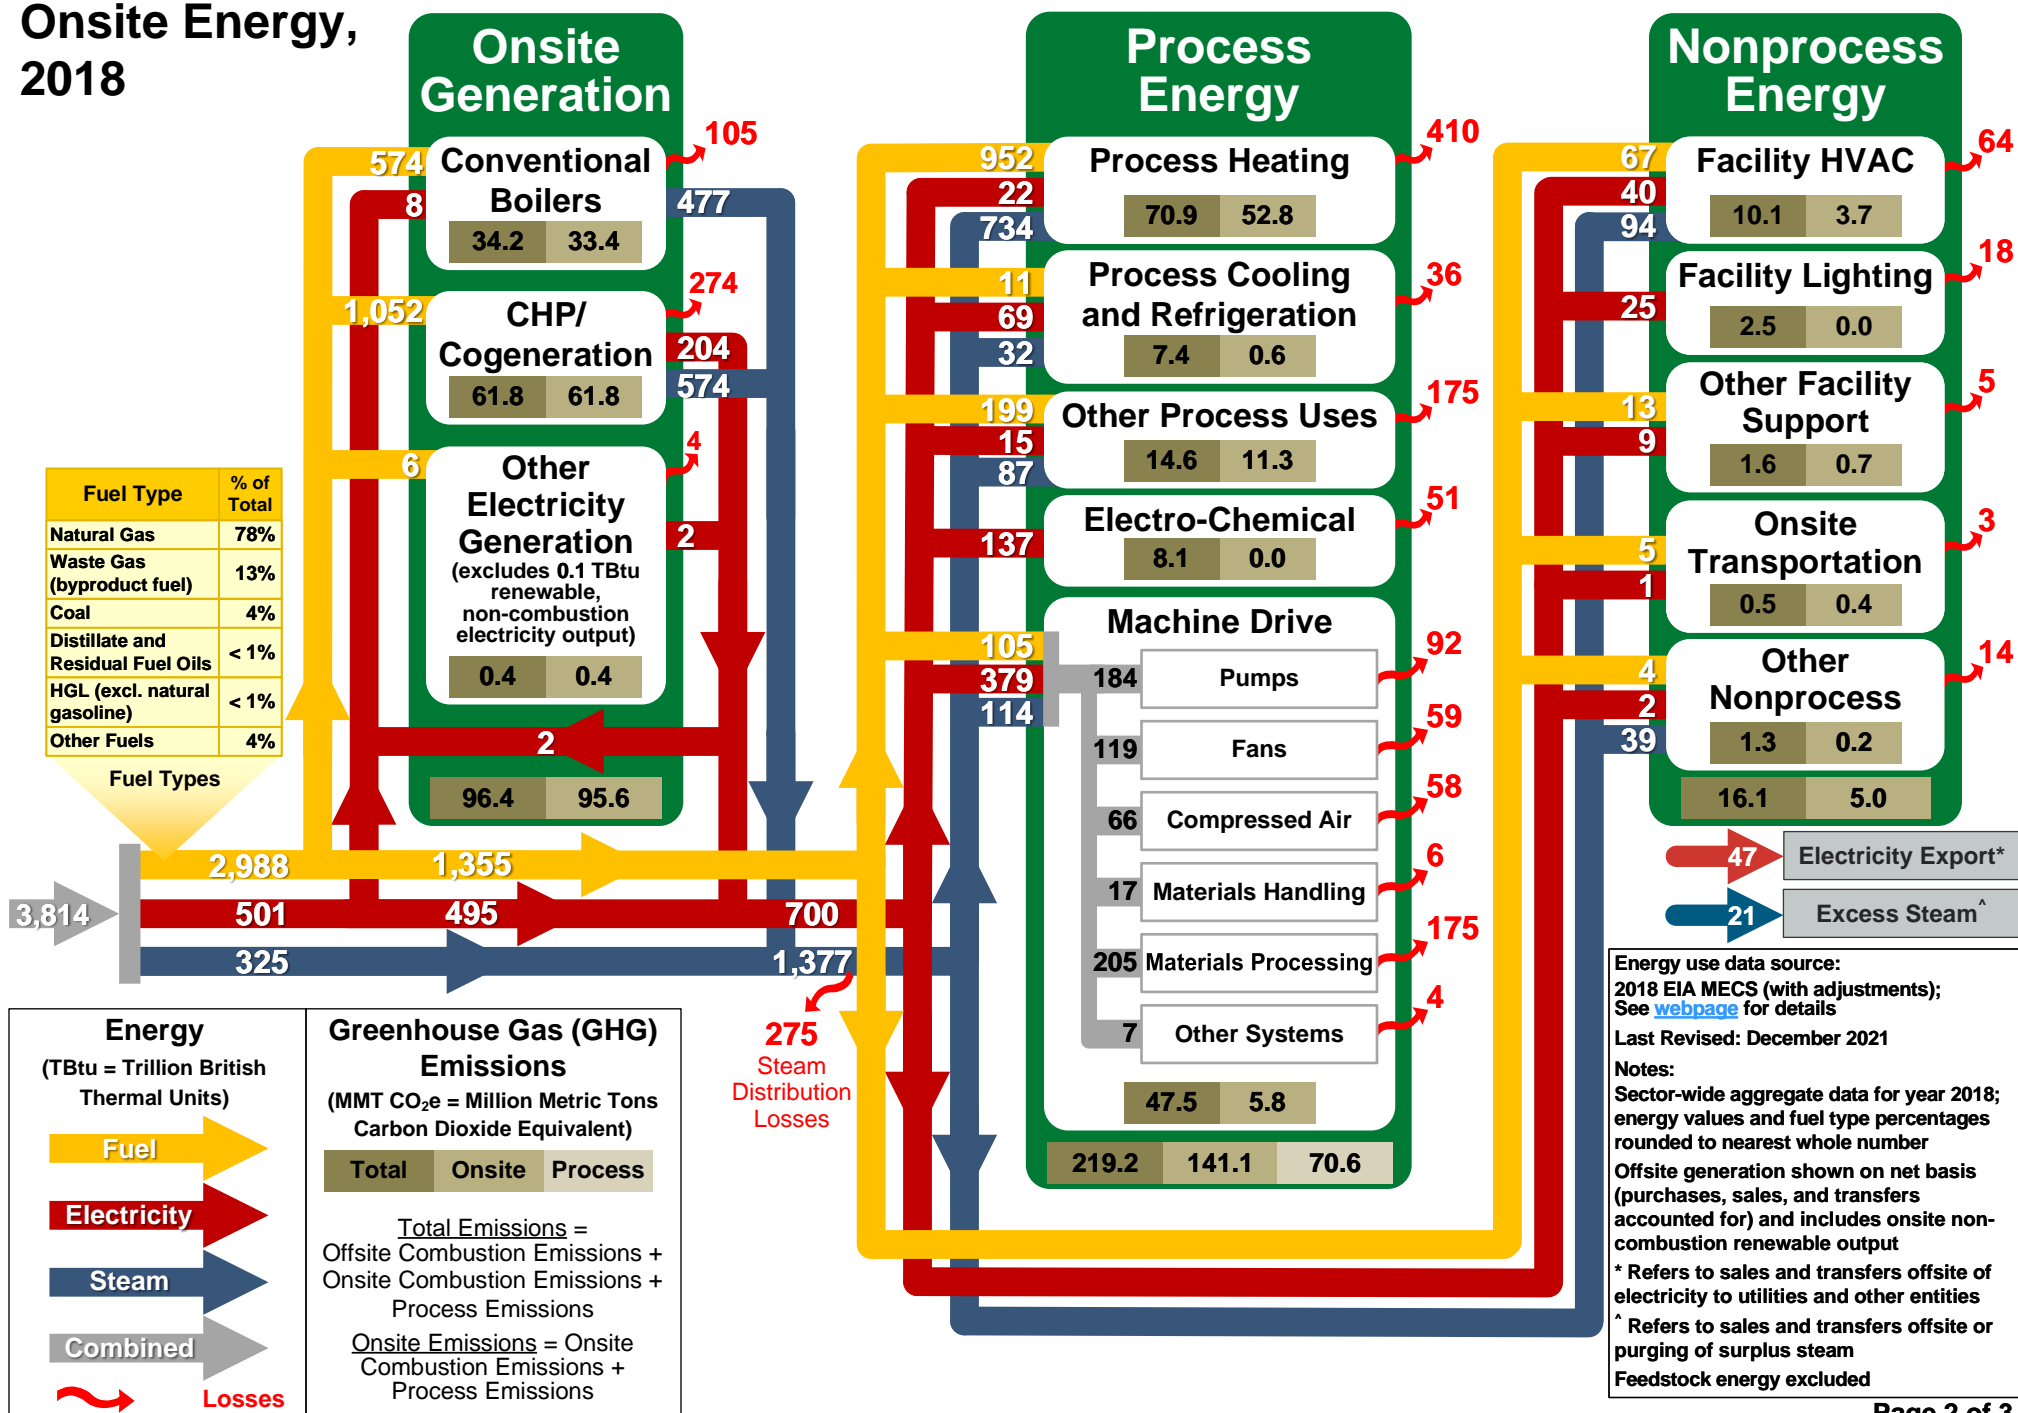 Onsite Energy,
2018
Onsite
Generation
105
574
Conventional
Boilers
8
477
34.2 33.4
274
1,052
CHP/
Cogeneration
204
574
61.8 61.8
4
6
Other
Electricity
Generation
2
(excludes 0.1 TBtu
renewable,
non-combustion
electricity output)
0.4 0.4
2
96.4 95.6
Fuel Type % of
Total
Natural Gas 78%
Waste Gas
(byproduct fuel) 13%
Coal 4%
Distillate and
Residual Fuel Oils < 1%
HGL (excl. natural
gasoline) < 1%
Other Fuels 4%
Fuel Types
3,814
2,988 1,355
501 495 700
325 1,377
275
Steam
Distribution
Losses
Process
Energy
410
952
Process Heating
22
734
70.9 52.8
36
11
Process Cooling
and Refrigeration
69
32
7.4 0.6
175
199
Other Process Uses
15
87
14.6 11.3
51
Electro-Chemical
137
8.1 0.0
Machine Drive
105
379
114
184 Pumps 92
119 Fans 59
66 Compressed Air 58
17 Materials Handling 6
205 Materials Processing 175
7 Other Systems 4
47.5 5.8
219.2 141.1 70.6
Nonprocess
Energy
64
67
Facility HVAC
40
94
10.1 3.7
18
Facility Lighting
25
2.5 0.0
5
Other Facility
Support
13
9
1.6 0.7
3
Onsite
Transportation
5
1
0.5 0.4
14
Other
Nonprocess
4
2
39
1.3 0.2
16.1 5.0
47 Electricity Export*
21 Excess Steam^
Energy
(TBtu = Trillion British
Thermal Units)
Fuel
Electricity
Steam
Combined
Losses
Greenhouse Gas (GHG)
Emissions
(MMT CO₂e = Million Metric Tons
Carbon Dioxide Equivalent)
Total Onsite Process
Total Emissions =
Offsite Combustion Emissions +
Onsite Combustion Emissions +
Process Emissions
Onsite Emissions = Onsite
Combustion Emissions +
Process Emissions
Energy use data source:
2018 EIA MECS (with adjustments);
See webpage for details
Last Revised: December 2021
Notes:
Sector-wide aggregate data for year 2018;
energy values and fuel type percentages
rounded to nearest whole number
Offsite generation shown on net basis
(purchases, sales, and transfers
accounted for) and includes onsite non-
combustion renewable output
* Refers to sales and transfers offsite of
electricity to utilities and other entities
^ Refers to sales and transfers offsite or
purging of surplus steam
Feedstock energy excluded
Page 2 of 3